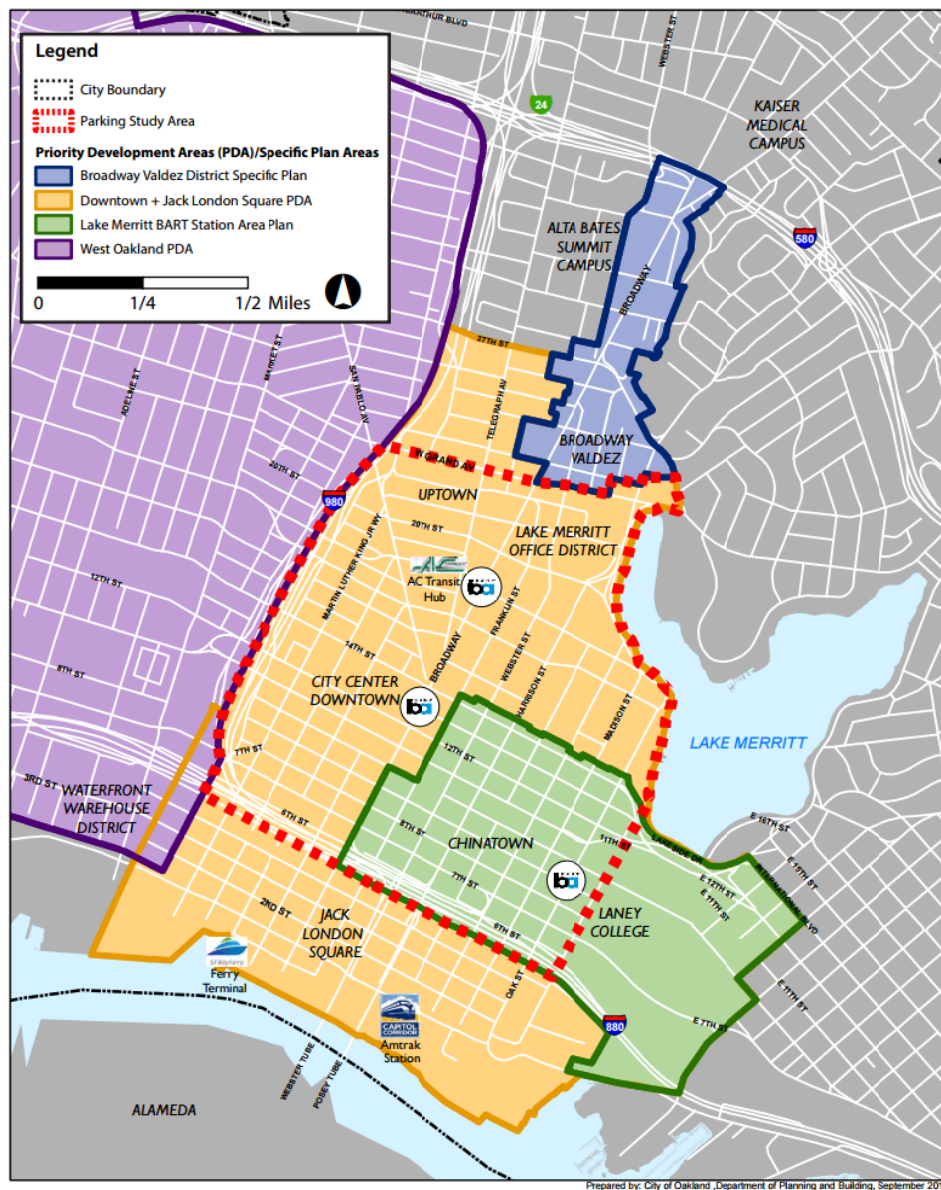 Legend
City Boundary
Parking Study Area
Priority Development Areas (PDA)/Specific Plan Areas
Broadway Valdez District Specific Plan
Downtown + Jack London Square PDA
Lake Merritt BART Station Area Plan
West Oakland PDA
0 1/4 1/2 Miles
WEBSTER ST
24
KAISER
MEDICAL
CAMPUS
ALTA BATES
SUMMIT
CAMPUS
580
BROADWAY
27TH ST
MARKET ST
ADELINE ST
SAN PABLO AV
TELEGRAPH AV
BROADWAY
VALDEZ
W GRAND AV
20TH ST
980
UPTOWN
20TH ST
LAKE MERRITT
OFFICE DISTRICT
MARTIN LUTHER KING JR WY
AC Transit
Hub
ba
FRANKLIN ST
12TH ST
14TH ST
BROADWAY
WEBSTER ST
HARRISON ST
MADISON ST
8TH ST
CITY CENTER
DOWNTOWN
ba
LAKE MERRITT
7TH ST
12TH ST
3RD ST
WATERFRONT
WAREHOUSE
DISTRICT
6TH ST
8TH ST
CHINATOWN
11TH ST
LAKESIDE DR
E 18TH ST
E 15TH ST
E 12TH ST
E 11TH ST
INTERNATIONAL BLVD
7TH ST
ba
2ND ST
JACK
LONDON
SQUARE
6TH ST
LANEY
COLLEGE
Ferry
Terminal
OAK ST
E 11TH ST
880
E 7TH ST
CAPITOL
CORRIDOR
Amtrak
Station
WEBSTER TUBE
POSEY TUBE
ALAMEDA
Prepared by: City of Oakland ,Department of Planning and Building, September 201